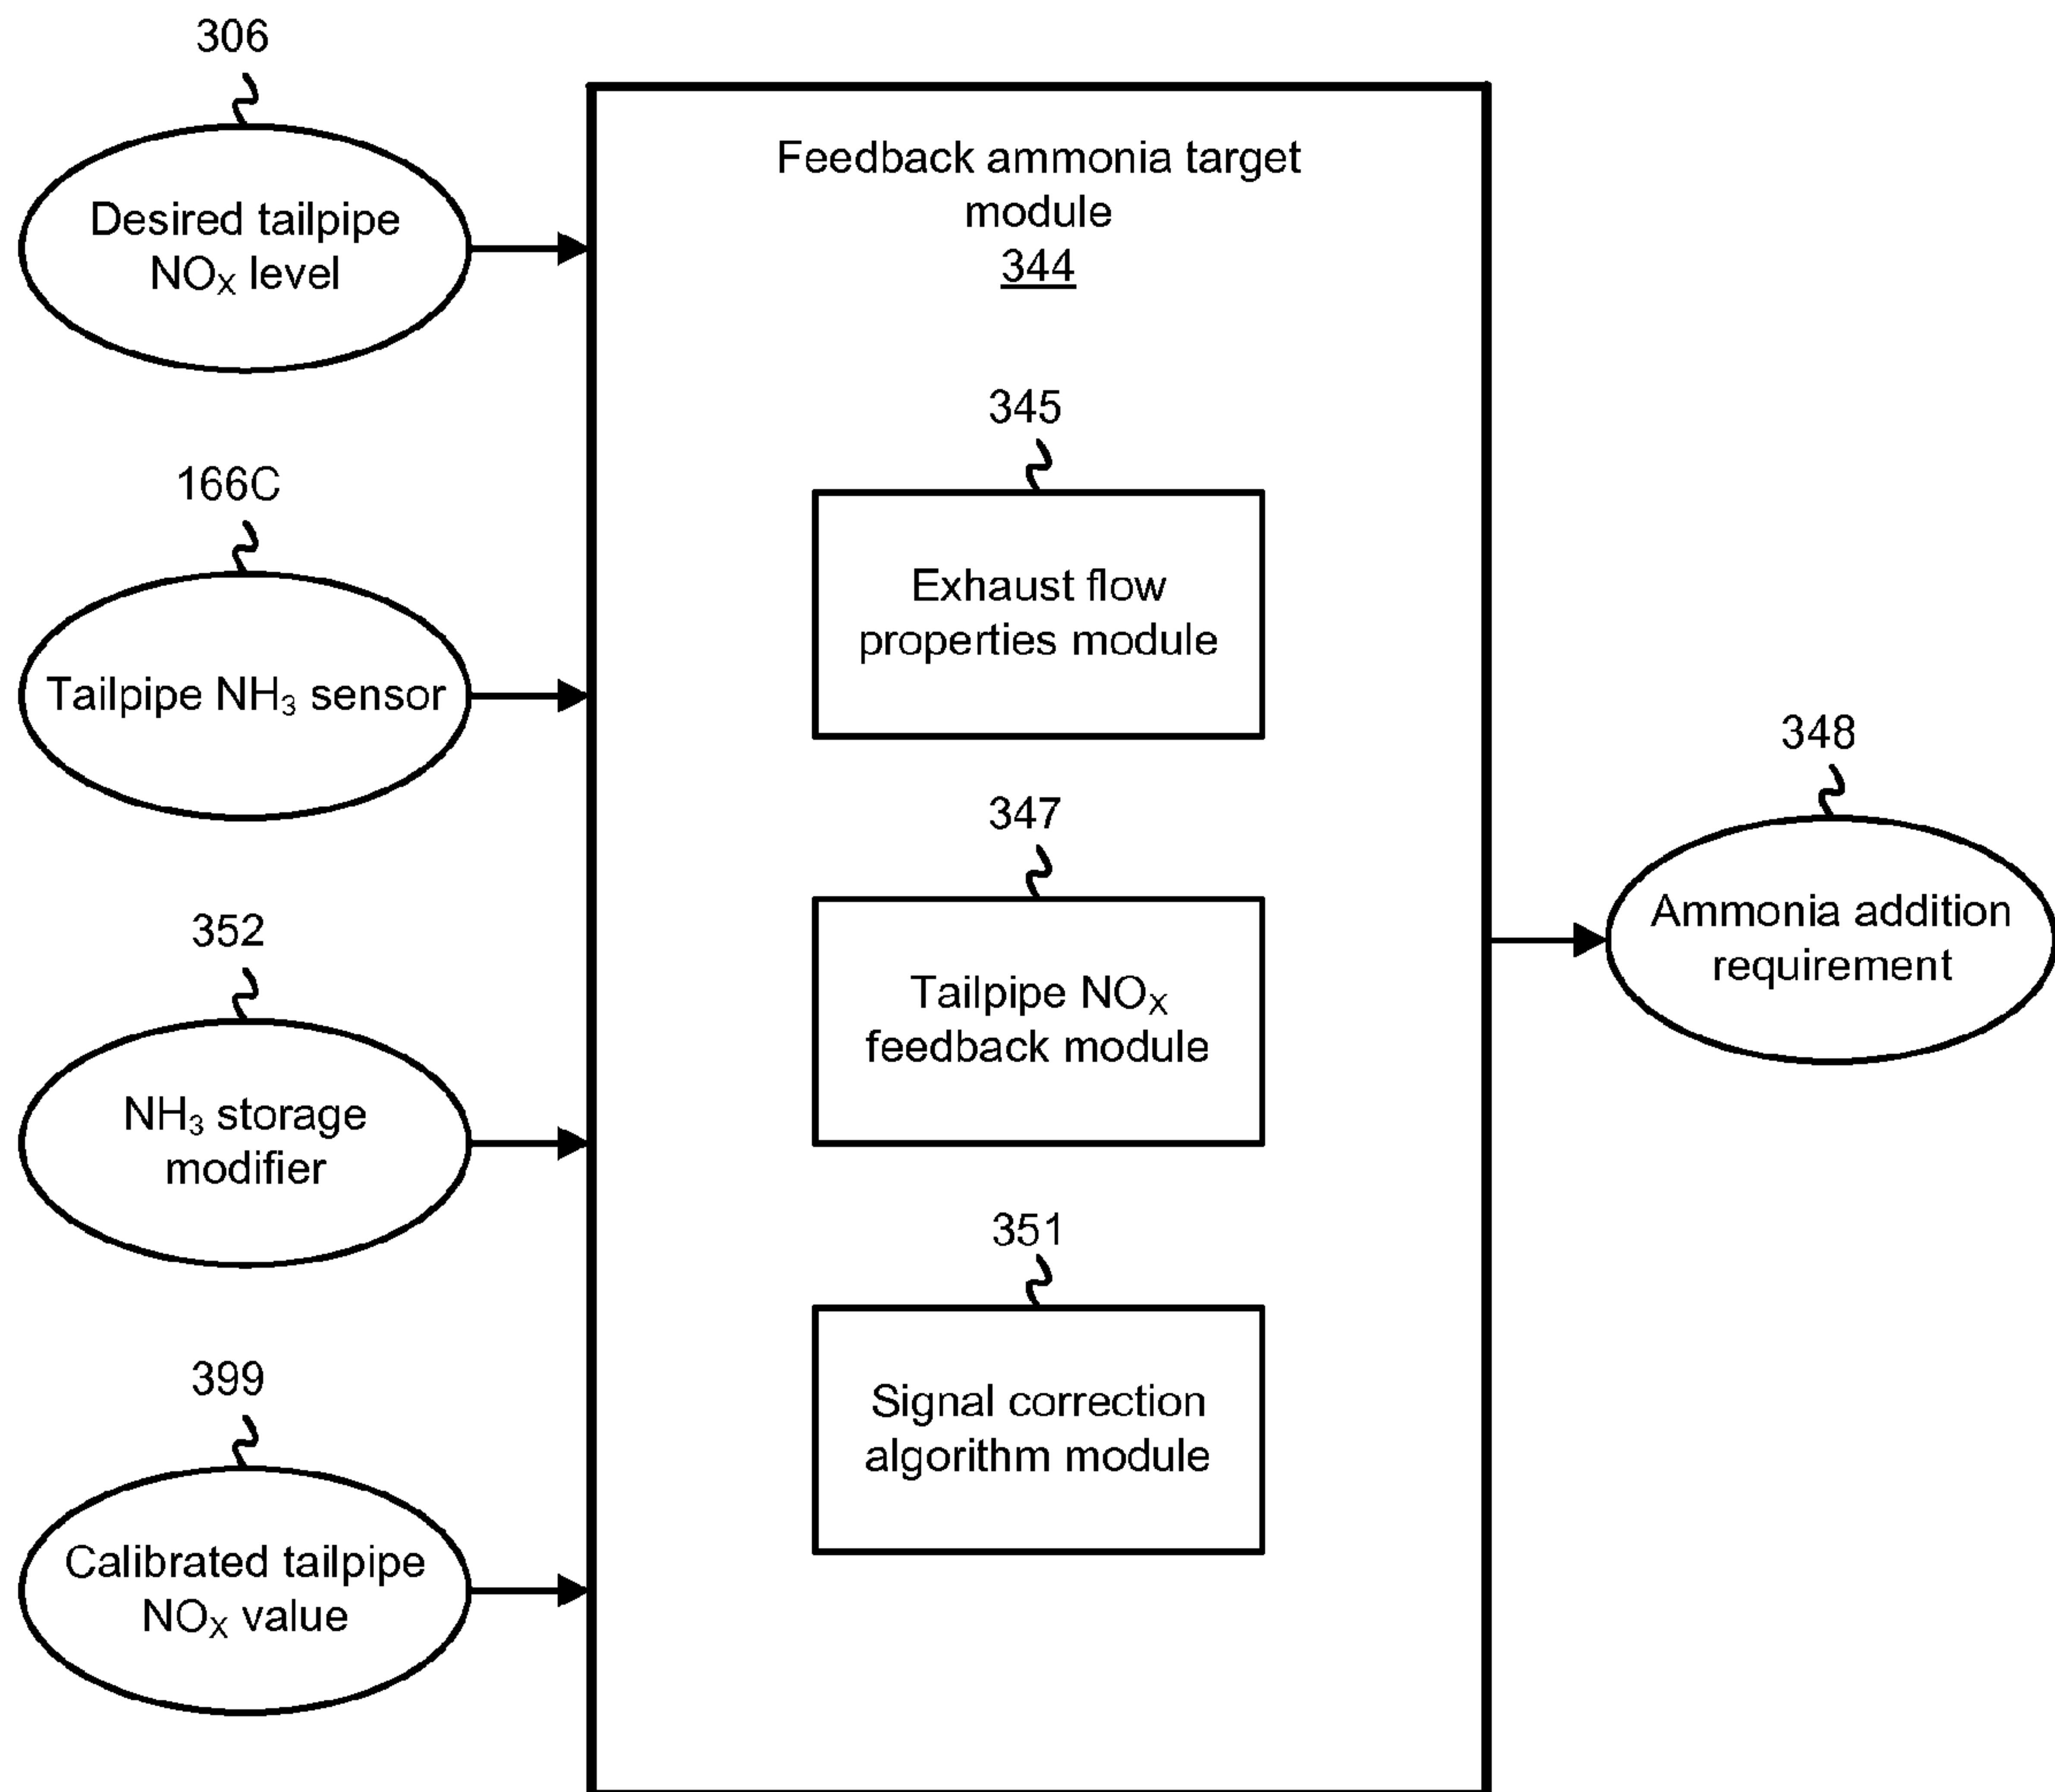 306
Desired tailpipe
NOX level
166C
Tailpipe NH3 sensor
352
NH3 storage
modifier
399
Calibrated tailpipe
NOX value
Feedback ammonia target
module
344
345
Exhaust flow
properties module
347
Tailpipe NOX
feedback module
351
Signal correction
algorithm module
348
Ammonia addition
requirement